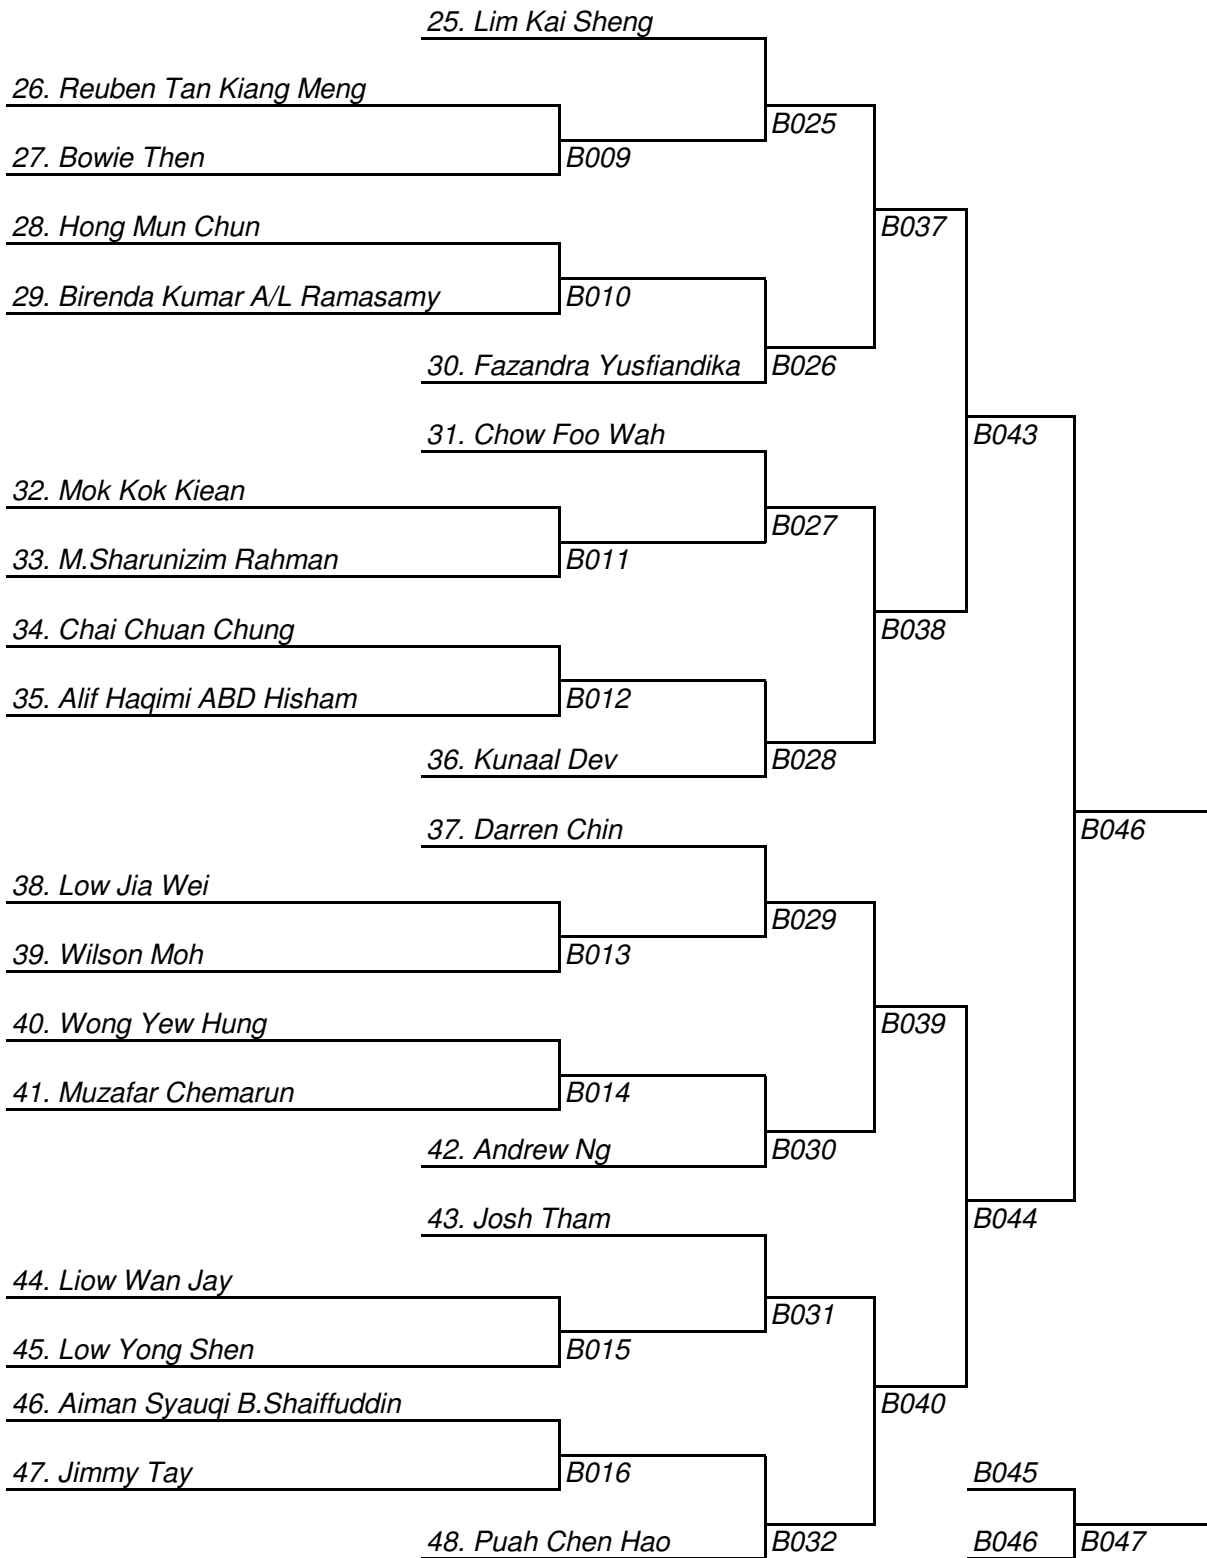 25. Lim Kai Sheng
26. Reuben Tan Kiang Meng
B025
27. Bowie Then
B009
28. Hong Mun Chun
B037
29. Birenda Kumar A/L Ramasamy
B010
30. Fazandra Yusfiandika
B026
31. Chow Foo Wah
B043
32. Mok Kok Kiean
B027
33. M.Sharunizim Rahman
B011
34. Chai Chuan Chung
B038
35. Alif Haqimi ABD Hisham
B012
36. Kunaal Dev
B028
37. Darren Chin
B046
38. Low Jia Wei
B029
39. Wilson Moh
B013
40. Wong Yew Hung
B039
41. Muzafar Chemarun
B014
42. Andrew Ng
B030
43. Josh Tham
B044
44. Liow Wan Jay
B031
45. Low Yong Shen
B015
46. Aiman Syauqi B.Shaiffuddin
B040
47. Jimmy Tay
B016
B045
48. Puah Chen Hao
B032
B046
B047